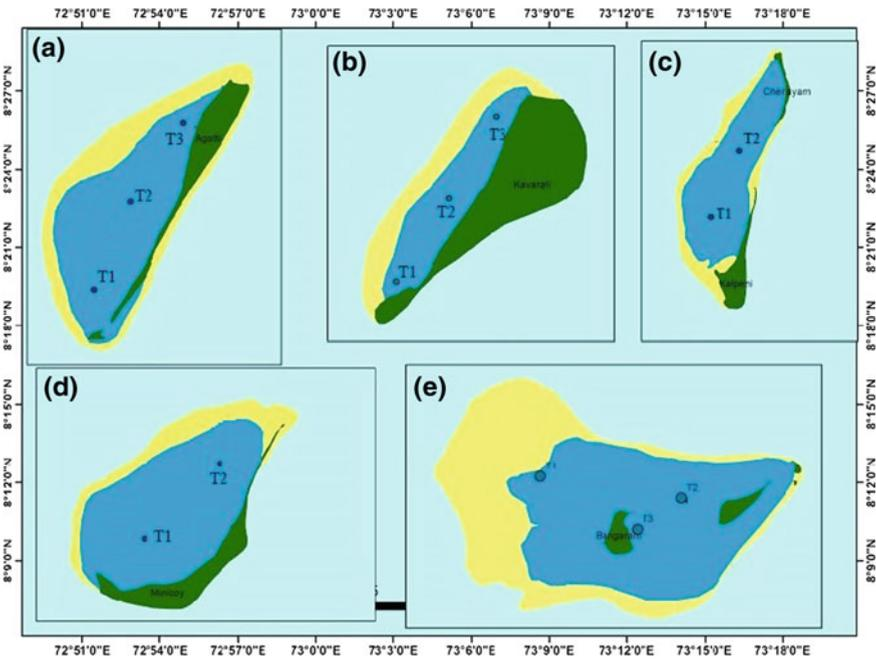 72°51'0"E 72°54'0"E 72°57'0"E 73°0'0"E 73°3'0"E 73°6'0"E 73°9'0"E 73°12'0"E 73°15'0"E 73°18'0"E
(a) (b) (c)
8°27'0"N 8°27'0"N
Cheriyam
T3 Agatti T3 T2
8°24'0"N 8°24'0"N
T2 Kavarati
T2 T1
8°21'0"N 8°21'0"N
T1 T1
Kalpeni
8°18'0"N 8°18'0"N
(d) (e)
8°15'0"N 8°15'0"N
T2 T1
8°12'0"N 8°12'0"N
T2
T3
T1 Bangaram
8°9'0"N 8°9'0"N
Minicoy
72°51'0"E 72°54'0"E 72°57'0"E 73°0'0"E 73°3'0"E 73°6'0"E 73°9'0"E 73°12'0"E 73°15'0"E 73°18'0"E